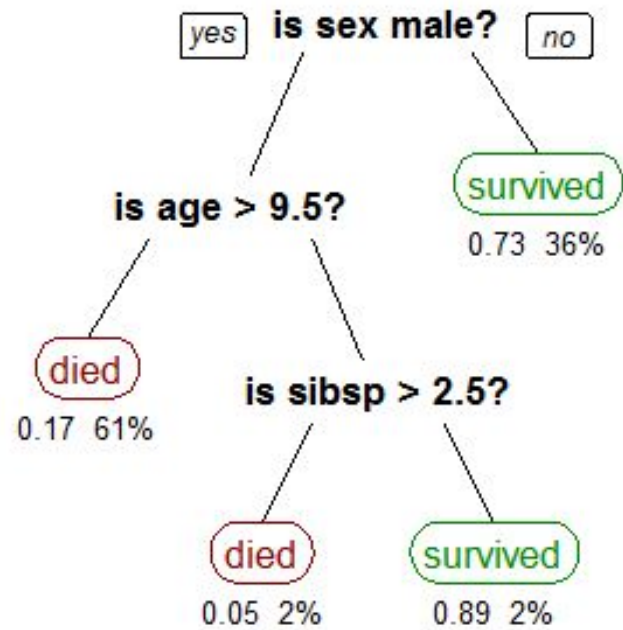 yes is sex male? no
survived
0.73 36%
is age > 9.5?
died
0.17 61%
is sibsp > 2.5?
died survived
0.05 2% 0.89 2%